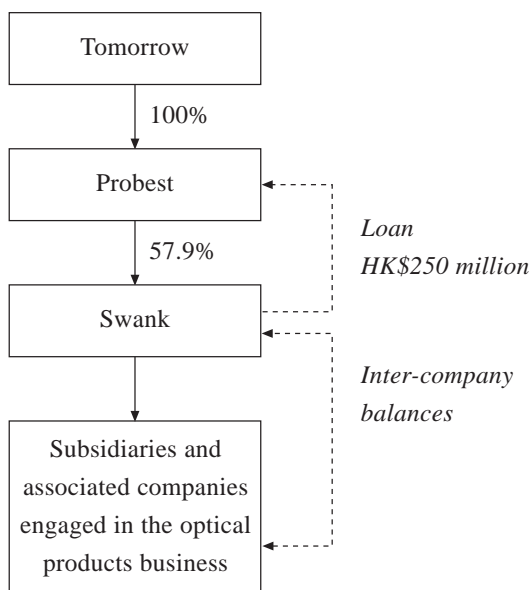 Tomorrow
100%
Probest
57.9%
Loan
HK$250 million
Swank
Inter-company
balances
Subsidiaries and
associated companies
engaged in the optical
products business